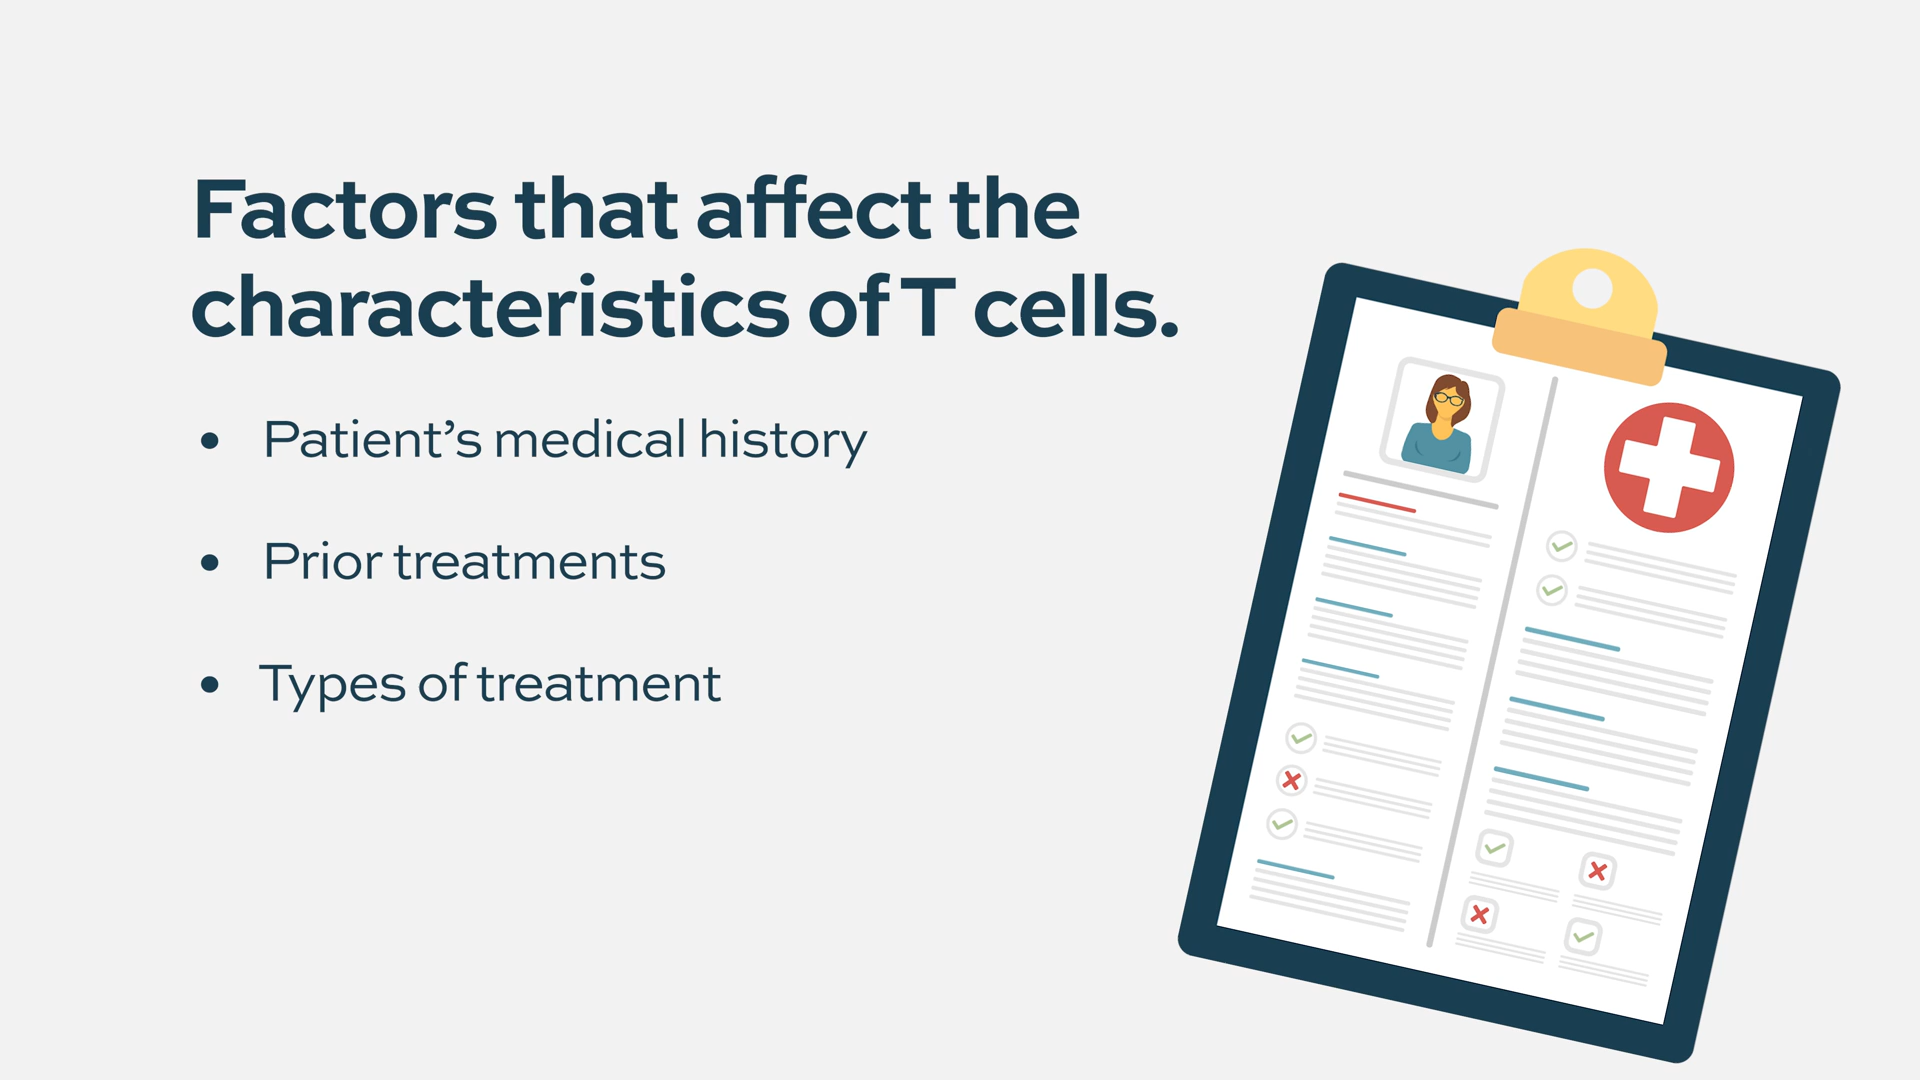 Factors that affect the
characteristics of T cells.
• Patient’s medical history
• Prior treatments
• Types of treatment